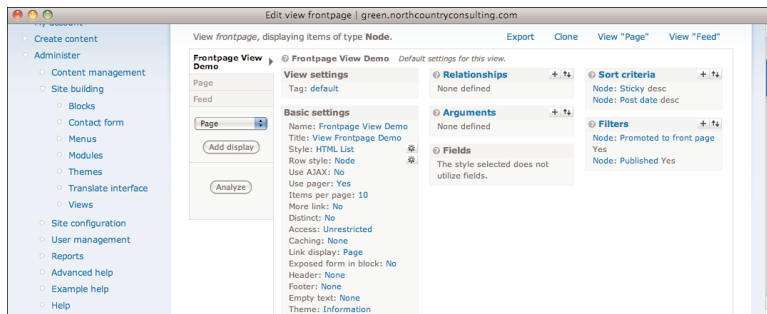 Edit view frontpage | green.northcountryconsulting.com
My account
Create content
Administer
Content management
Site building
Blocks
Contact form
Menus
Modules
Themes
Translate interface
Views
Site configuration
User management
Reports
Advanced help
Example help
Help
View frontpage, displaying items of type Node.
Export Clone View "Page" View "Feed"
Frontpage View
Demo
Page
Feed
Page
Add display
Analyze
Frontpage View Demo Default settings for this view.
View settings
Tag: default
Basic settings
Name: Frontpage View Demo
Title: View Frontpage Demo
Style: HTML List
Row style: Node
Use AJAX: No
Use pager: Yes
Items per page: 10
More link: No
Distinct: No
Access: Unrestricted
Caching: None
Link display: Page
Exposed form in block: No
Header: None
Footer: None
Empty text: None
Theme: Information
Relationships
None defined
Arguments
None defined
Fields
The style selected does not
utilize fields.
Sort criteria
Node: Sticky desc
Node: Post date desc
Filters
Node: Promoted to front page
Yes
Node: Published Yes